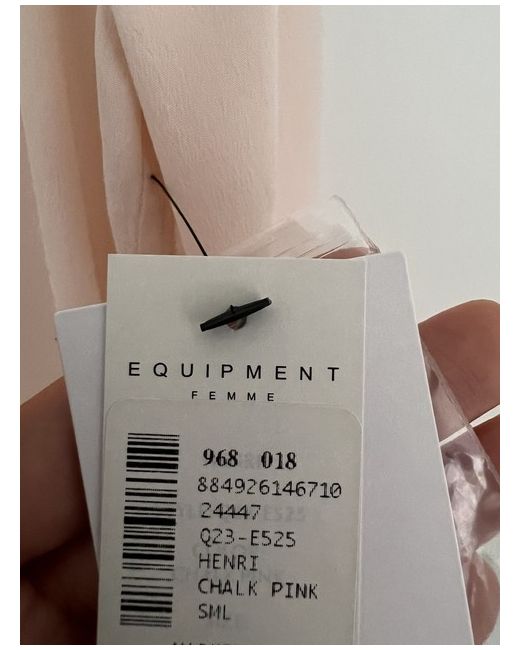 EQUIPMENT
FEMME
968 018
884926146710
24447
Q23-E525
HENRI
CHALK PINK
SML